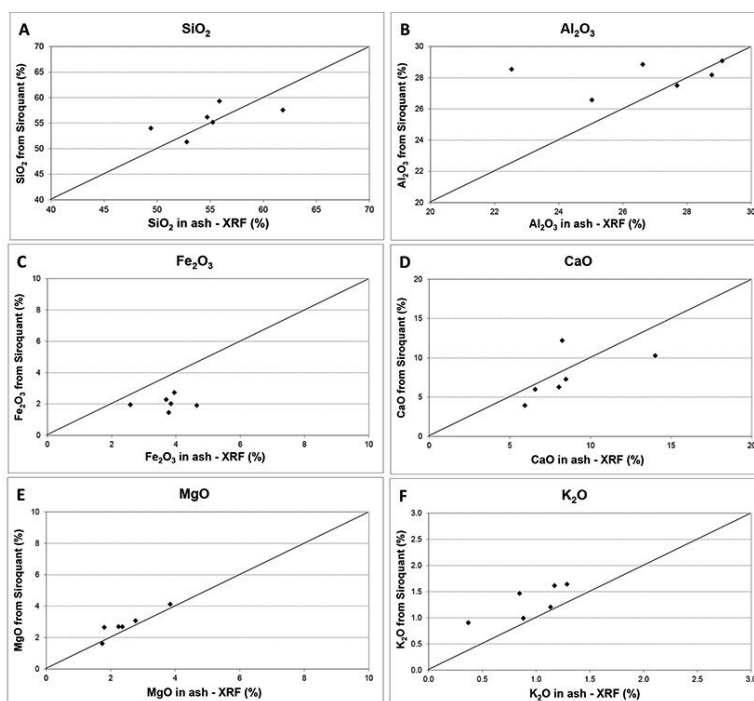 A
SiO₂
SiO₂ from Siroquant (%)
70
65
60
55
50
45
40
40 45 50 55 60 65 70
SiO₂ in ash - XRF (%)
B
Al₂O₃
Al₂O₃ from Siroquant (%)
30
28
26
24
22
20
20 22 24 26 28 30
Al₂O₃ in ash - XRF (%)
C
Fe₂O₃
Fe₂O₃ from Siroquant (%)
10
8
6
4
2
0
0 2 4 6 8 10
Fe₂O₃ in ash - XRF (%)
D
CaO
CaO from Siroquant (%)
20
15
10
5
0
0 5 10 15 20
CaO in ash - XRF (%)
E
MgO
MgO from Siroquant (%)
10
8
6
4
2
0
0 2 4 6 8 10
MgO in ash - XRF (%)
F
K₂O
K₂O from Siroquant (%)
3.0
2.5
2.0
1.5
1.0
0.5
0.0
0.0 0.5 1.0 1.5 2.0 2.5 3.0
K₂O in ash - XRF (%)